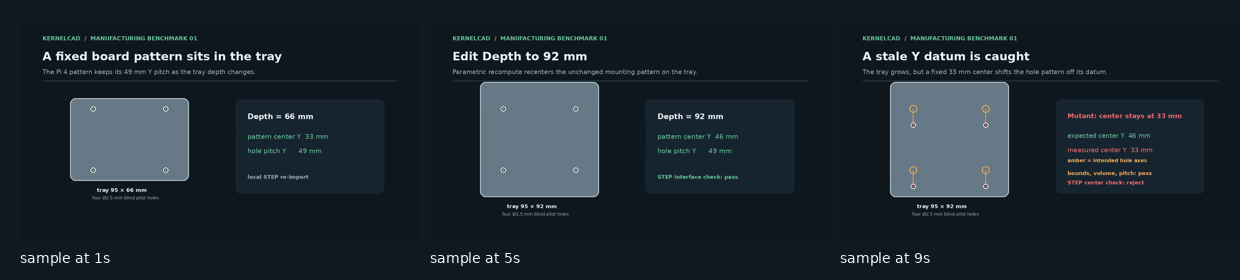 KERNELCAD / MANUFACTURING BENCHMARK 01
A fixed board pattern sits in the tray
The Pi 4 pattern keeps its 49 mm Y pitch as the tray depth changes.
Depth = 66 mm
pattern center Y 33 mm
hole pitch Y 49 mm
local STEP re-import
tray 95 × 66 mm
four Ø2.5 mm blind pilot holes
sample at 1s
KERNELCAD / MANUFACTURING BENCHMARK 01
Edit Depth to 92 mm
Parametric recompute recenters the unchanged mounting pattern on the tray.
Depth = 92 mm
pattern center Y 46 mm
hole pitch Y 49 mm
STEP interface check: pass
tray 95 × 92 mm
four Ø2.5 mm blind pilot holes
sample at 5s
KERNELCAD / MANUFACTURING BENCHMARK 01
A stale Y datum is caught
The tray grows, but a fixed 33 mm center shifts the hole pattern off its datum.
Mutant: center stays at 33 mm
expected center Y 46 mm
measured center Y 33 mm
amber = intended hole axes
bounds, volume, pitch: pass
STEP center check: reject
tray 95 × 92 mm
four Ø2.5 mm blind pilot holes
sample at 9s